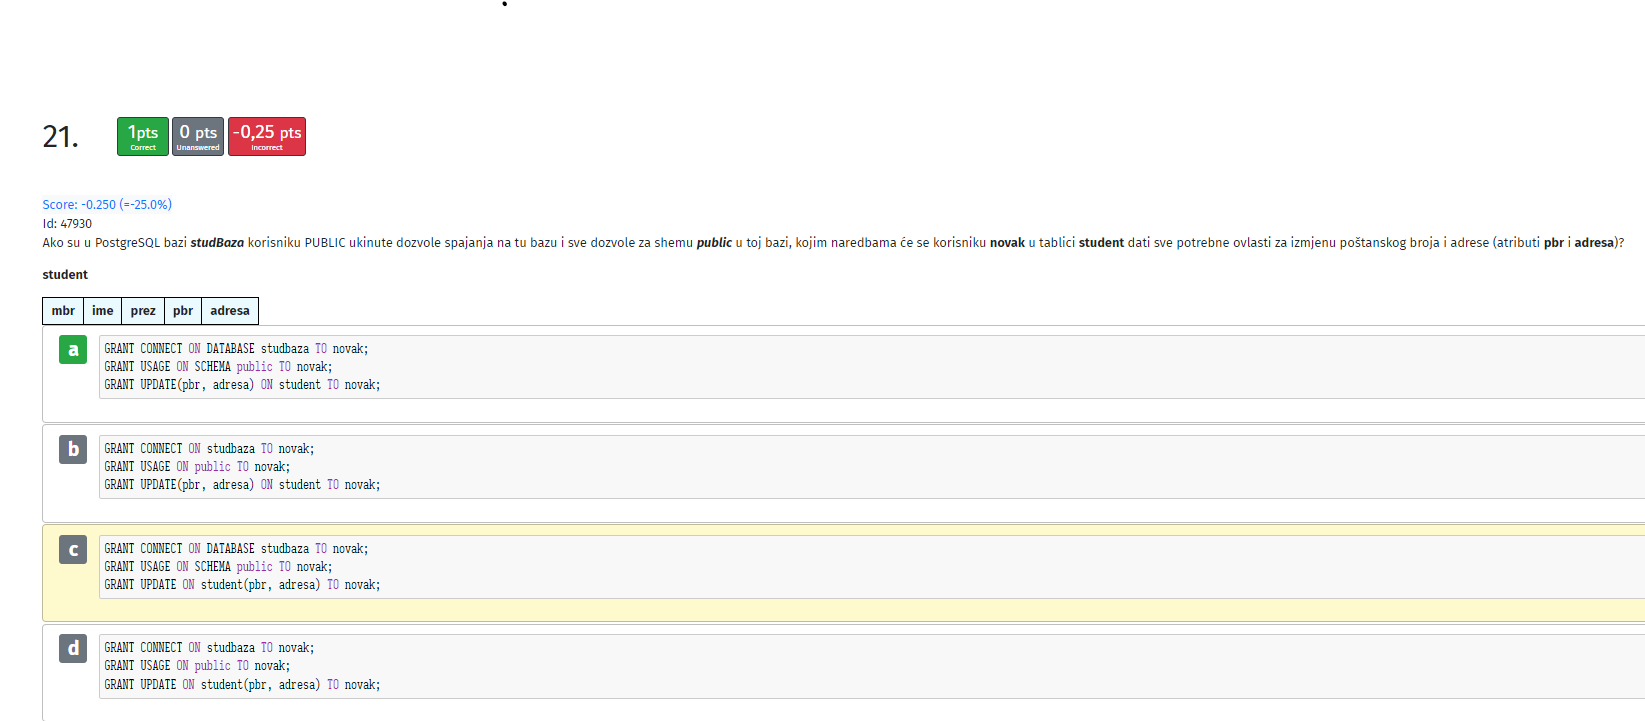 21.
1pts
Correct
0 pts
Unanswered
-0,25 pts
Incorrect
Score: -0.250 (=-25.0%)
Id: 47930
Ako su u PostgreSQL bazi studBaza korisniku PUBLIC ukinute dozvole spajanja na tu bazu i sve dozvole za shemu public u toj bazi, kojim naredbama će se korisniku novak u tablici student dati sve potrebne ovlasti za izmjenu poštanskog broja i adrese (atributi pbr i adresa)?
student
mbr ime prez pbr adresa
a
GRANT CONNECT ON DATABASE studbaza TO novak;
GRANT USAGE ON SCHEMA public TO novak;
GRANT UPDATE(pbr, adresa) ON student TO novak;
b
GRANT CONNECT ON studbaza TO novak;
GRANT USAGE ON public TO novak;
GRANT UPDATE(pbr, adresa) ON student TO novak;
c
GRANT CONNECT ON DATABASE studbaza TO novak;
GRANT USAGE ON SCHEMA public TO novak;
GRANT UPDATE ON student(pbr, adresa) TO novak;
d
GRANT CONNECT ON studbaza TO novak;
GRANT USAGE ON public TO novak;
GRANT UPDATE ON student(pbr, adresa) TO novak;